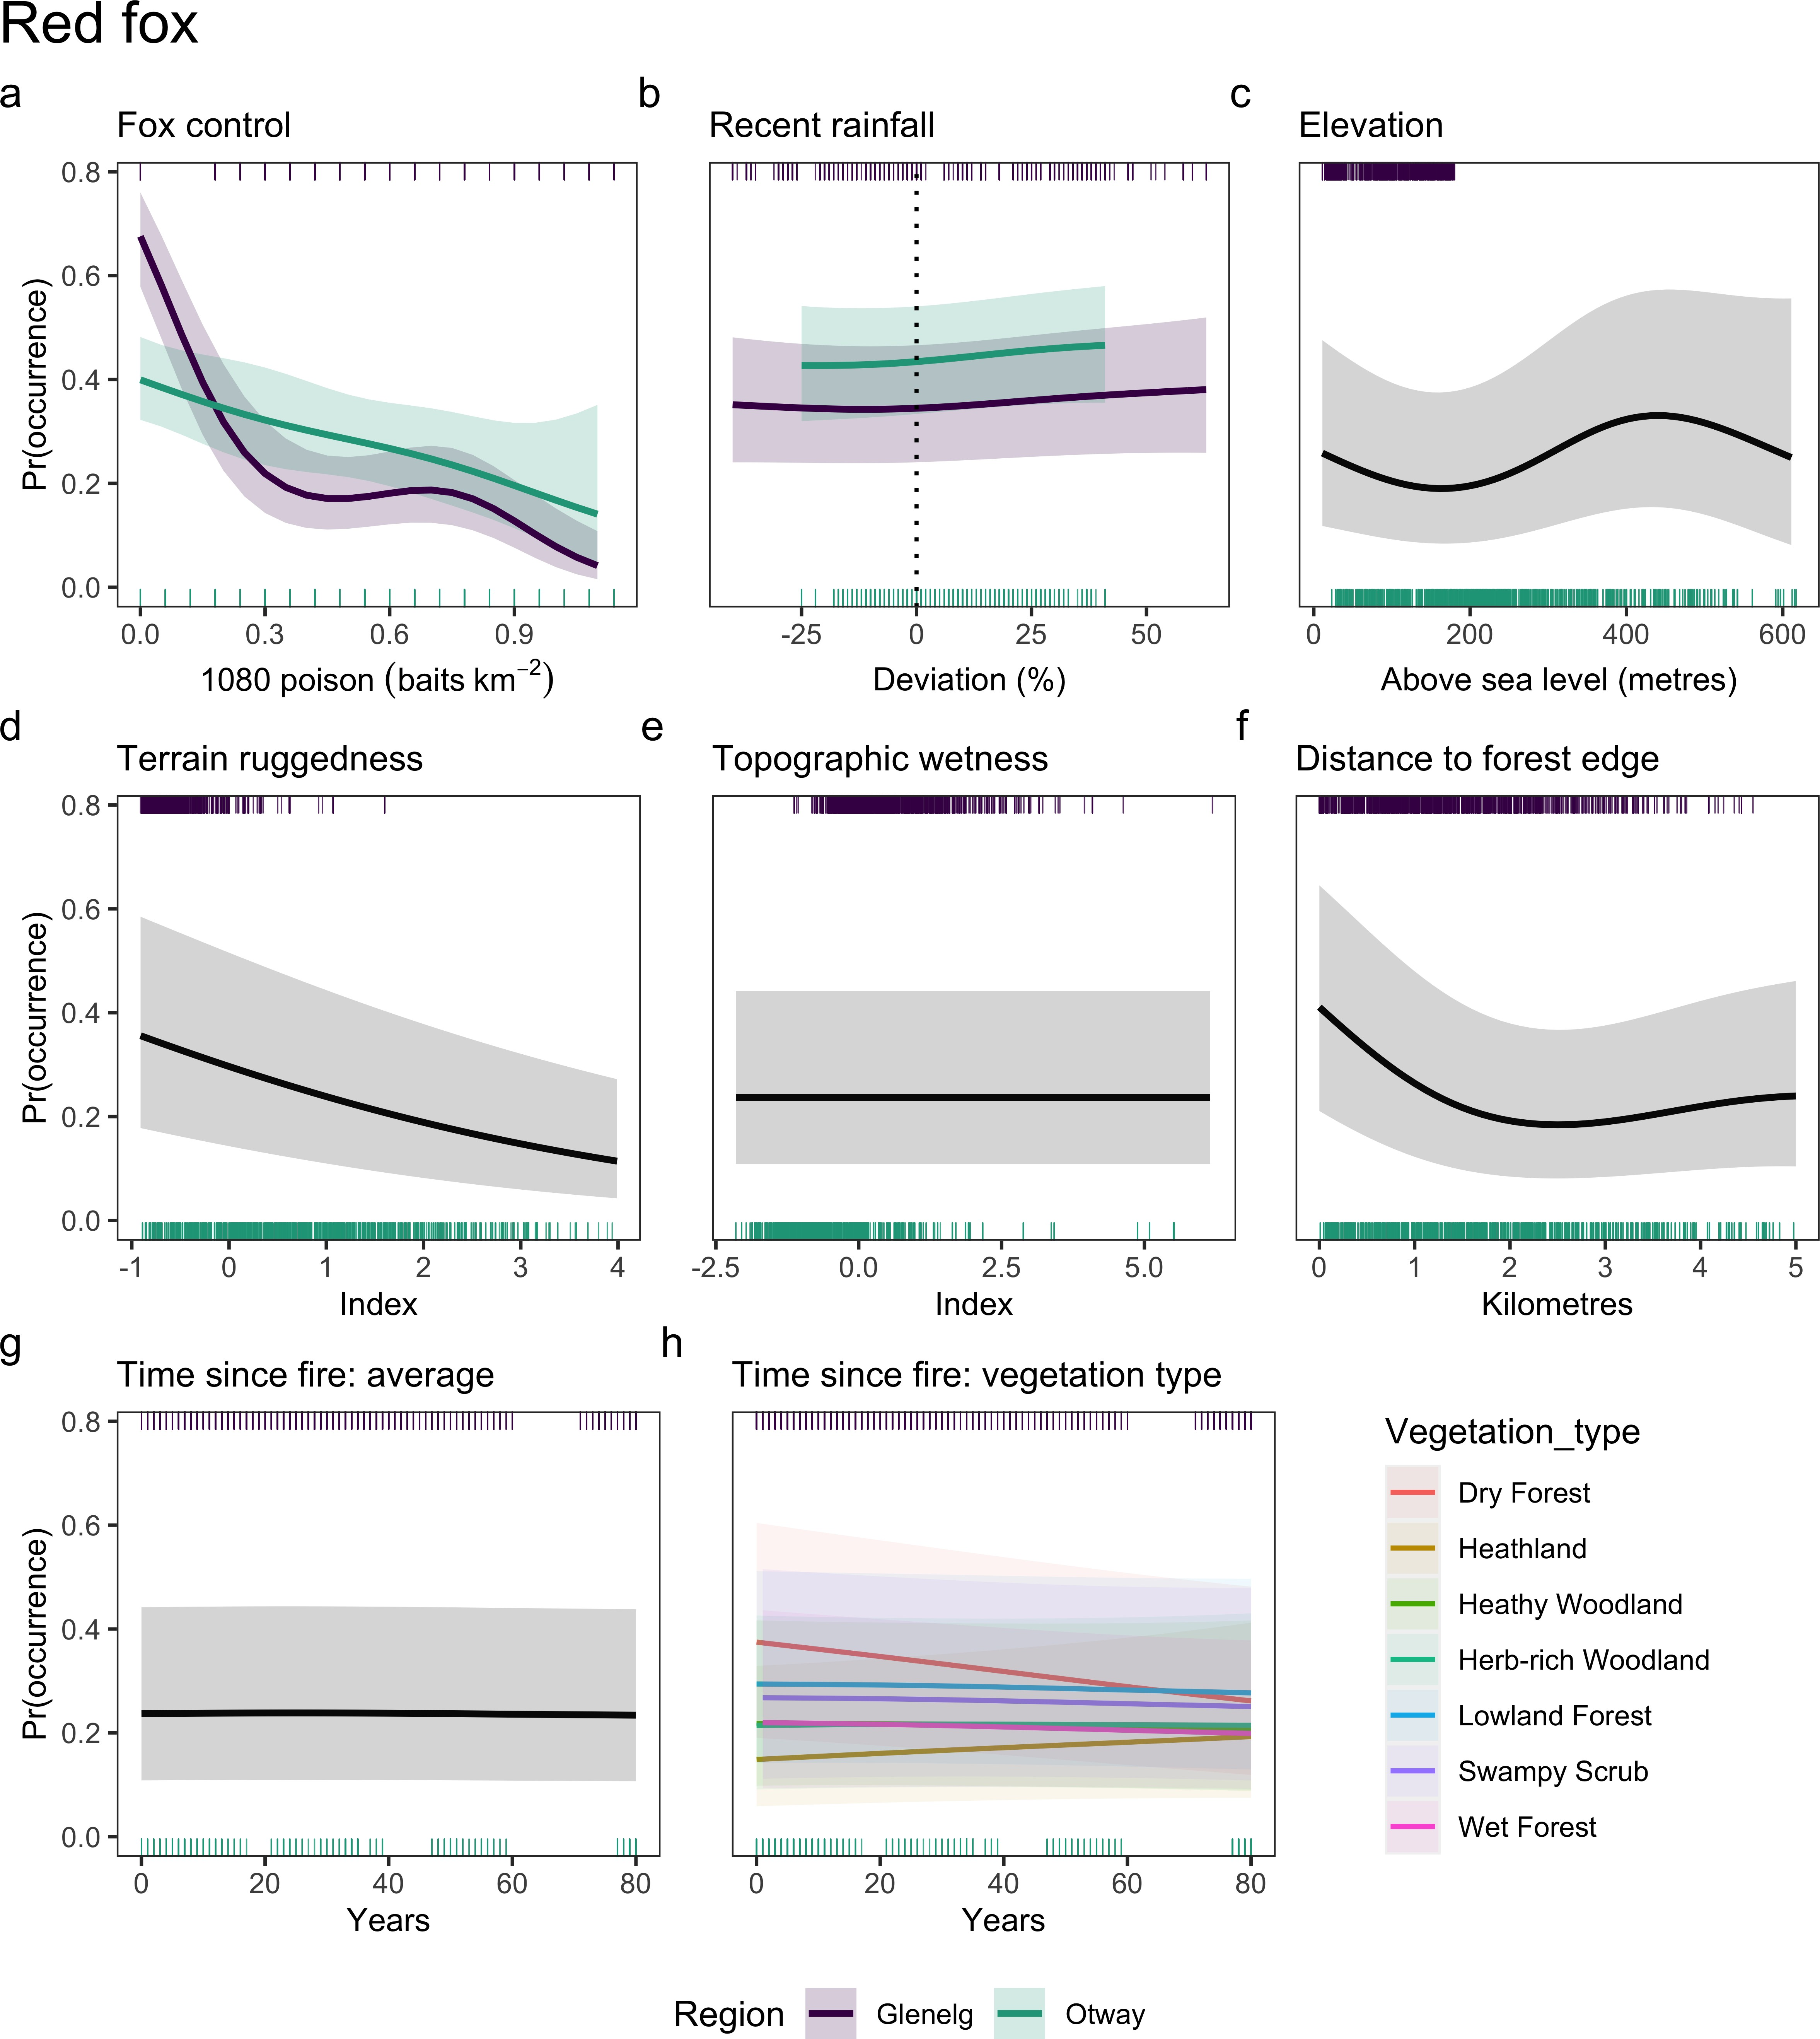 Red fox
a
Fox control
b
Recent rainfall
c
Elevation
Pr(occurrence)
0.8
0.6
0.4
0.2
0.0
0.0 0.3 0.6 0.9
1080 poison (baits km⁻²)
-25 0 25 50
Deviation (%)
0 200 400 600
Above sea level (metres)
d
Terrain ruggedness
e
Topographic wetness
f
Distance to forest edge
Pr(occurrence)
0.8
0.6
0.4
0.2
0.0
-1 0 1 2 3 4
Index
-2.5 0.0 2.5 5.0
Index
0 1 2 3 4 5
Kilometres
g
Time since fire: average
h
Time since fire: vegetation type
Pr(occurrence)
0.8
0.6
0.4
0.2
0.0
0 20 40 60 80
Years
0 20 40 60 80
Years
Vegetation_type
Dry Forest
Heathland
Heathy Woodland
Herb-rich Woodland
Lowland Forest
Swampy Scrub
Wet Forest
Region Glenelg Otway